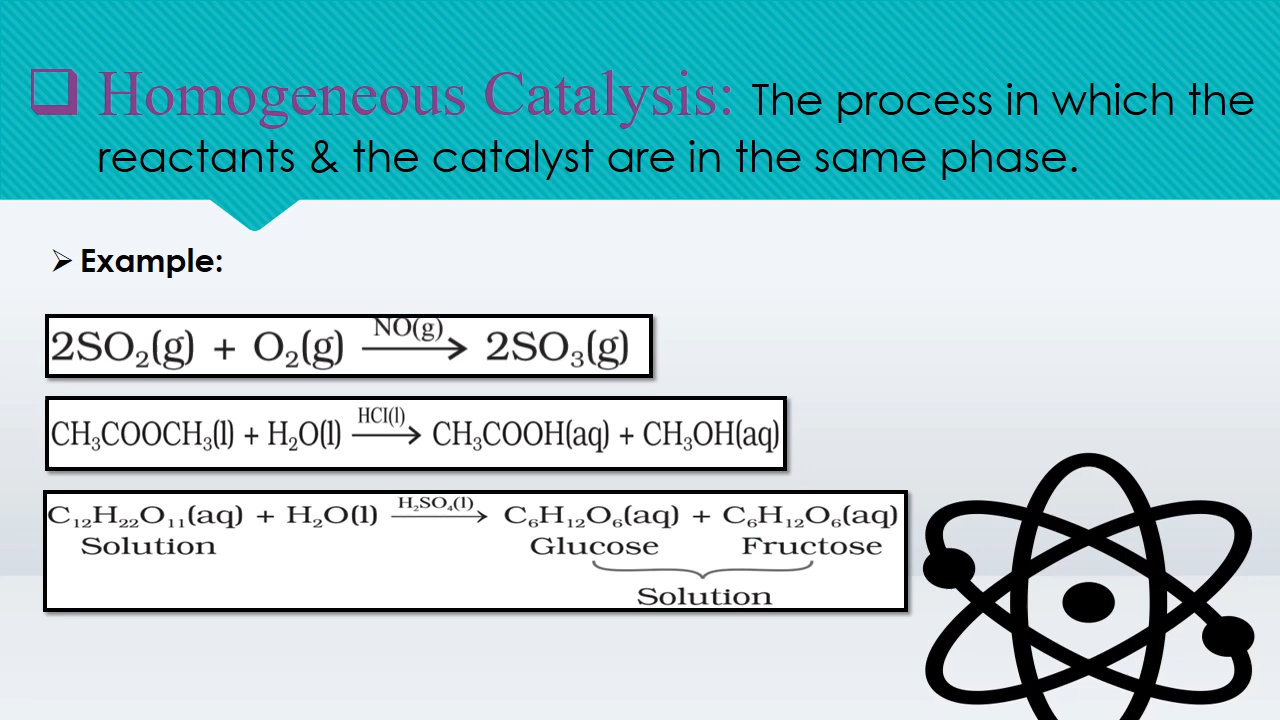 ❑ Homogeneous Catalysis: The process in which the
reactants & the catalyst are in the same phase.
➢ Example:
2SO₂(g) + O₂(g) NO(g)⟶ 2SO₃(g)
CH₃COOCH₃(l) + H₂O(l) HCl(l)⟶ CH₃COOH(aq) + CH₃OH(aq)
C₁₂H₂₂O₁₁(aq) + H₂O(l) H₂SO₄(l)⟶ C₆H₁₂O₆(aq) + C₆H₁₂O₆(aq)
Solution Glucose Fructose
Solution